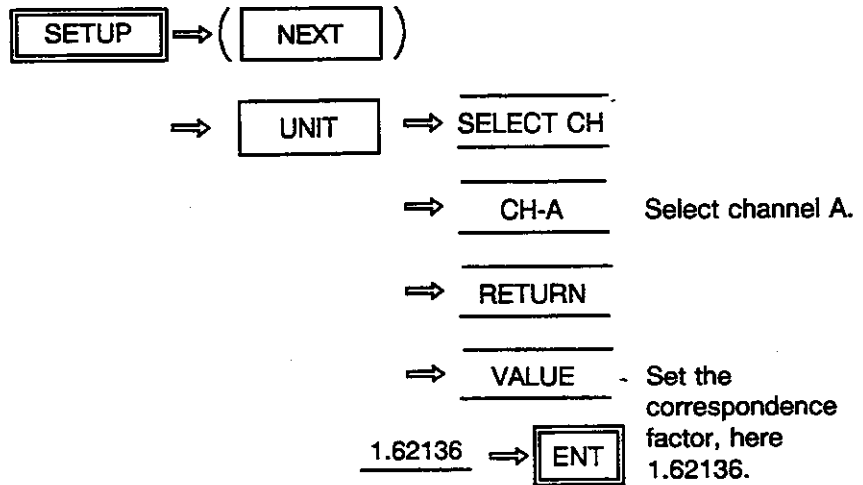 SETUP ⇒ ( NEXT )
⇒ UNIT ⇒ SELECT CH
⇒ CH-A Select channel A.
⇒ RETURN
⇒ VALUE - Set the
correspondence
factor, here
1.62136 ⇒ ENT 1.62136.